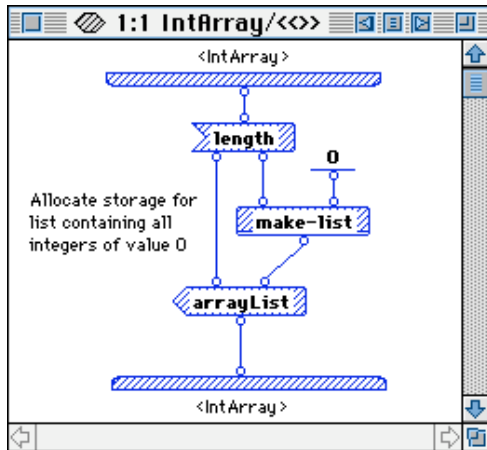 1:1 IntArray/<<>>
<IntArray>
length
0
Allocate storage for
list containing all
integers of value 0
make-list
arrayList
<IntArray>